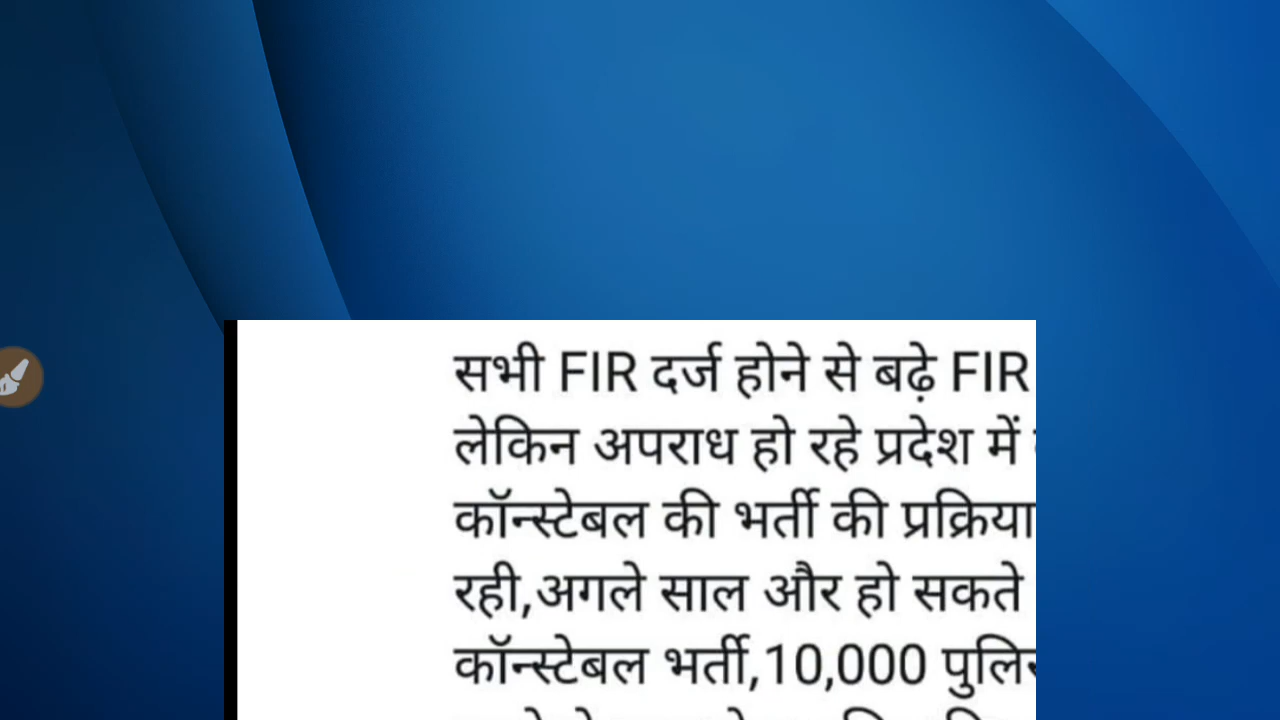 सभी FIR दर्ज होने से बढ़े FIR
लेकिन अपराध हो रहे प्रदेश में
कॉन्स्टेबल की भर्ती की प्रक्रिया
रही,अगले साल और हो सकते
कॉन्स्टेबल भर्ती,10,000